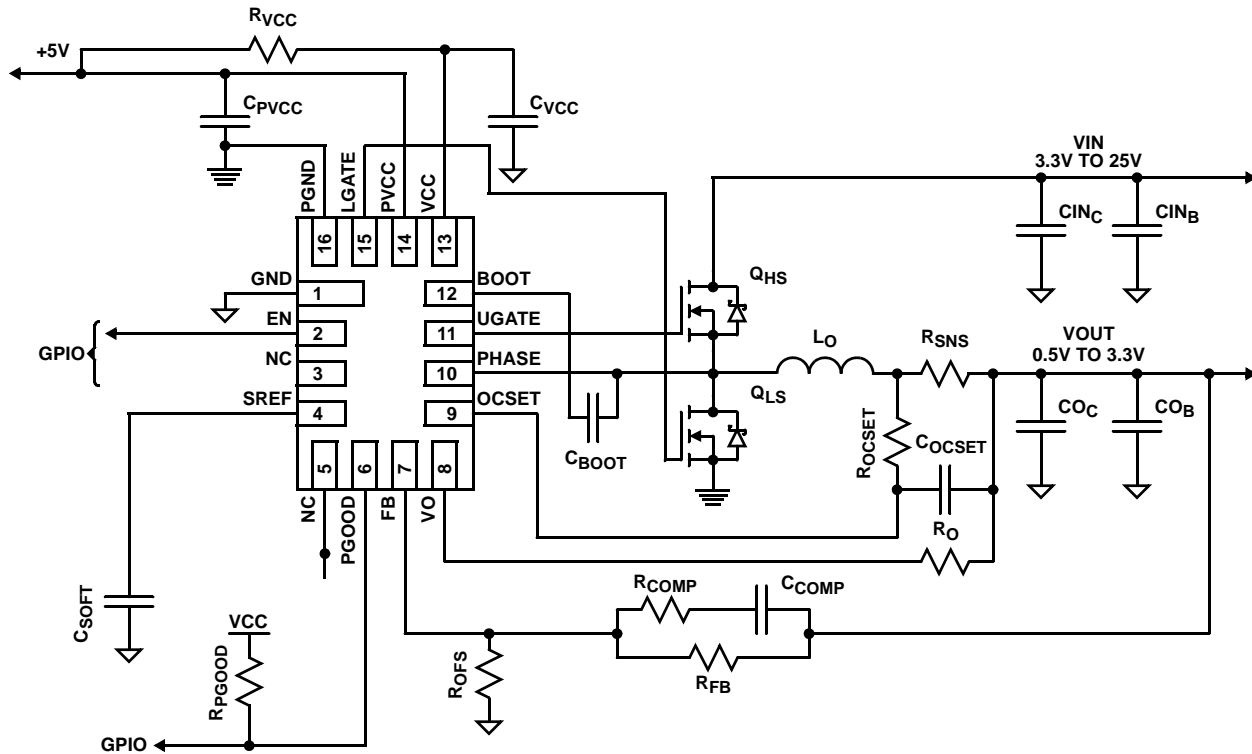 RVCC
+5V
CPVCC
CVCC
PGND
LGATE
PVCC
VCC
16
15
14
13
VIN
3.3V TO 25V
CINC
CINB
GND
1
12
BOOT
QHS
EN
2
11
UGATE
GPIO
NC
3
10
PHASE
LO
RSNS
VOUT
0.5V TO 3.3V
SREF
4
9
OCSET
QLS
COC
COB
ROCSET
COCSET
CBOOT
5
6
7
8
NC
PGOOD
FB
VO
RO
RCOMP
CCOMP
CSOFT
VCC
RPGOOD
ROFS
RFB
GPIO